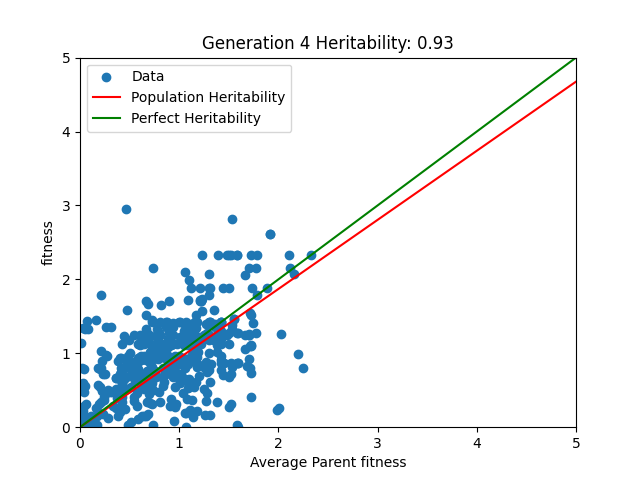 Generation 4 Heritability: 0.93
Data
Population Heritability
Perfect Heritability
fitness
5
4
3
2
1
0
0 1 2 3 4 5
Average Parent fitness